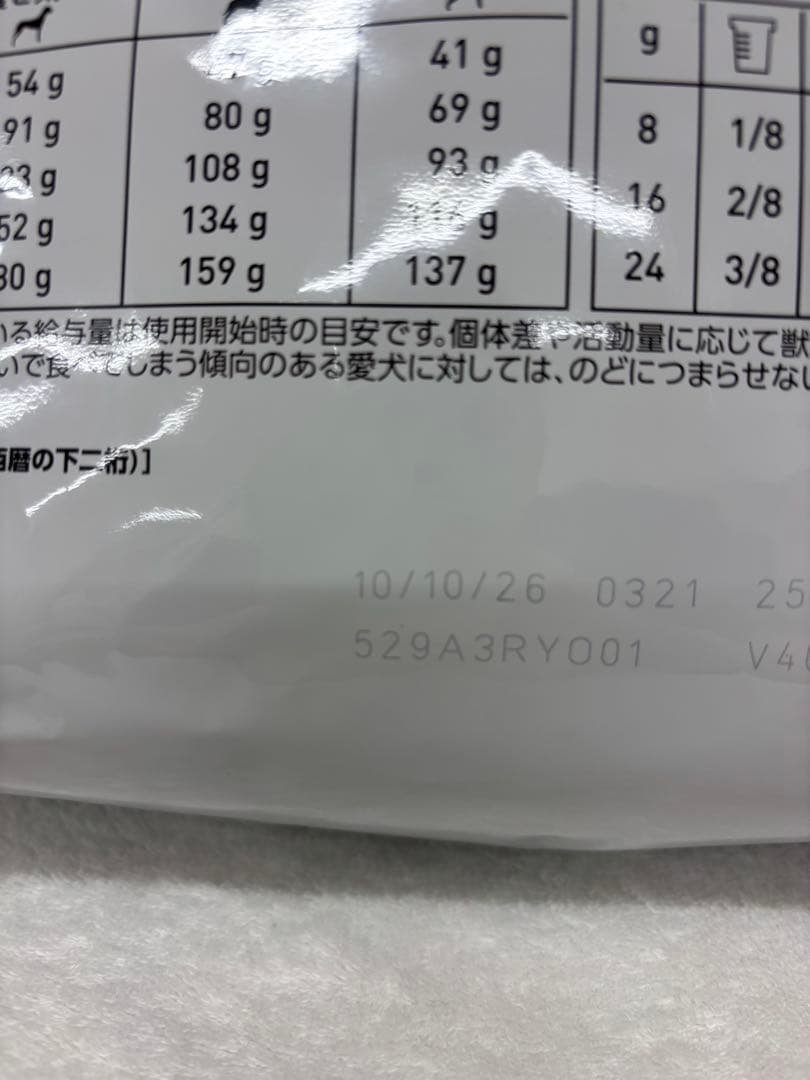 54 g 41 g g
91 g 80 g 69 g 8 1/8
3 g 108 g 93 g 16 2/8
52 g 134 g g
30 g 159 g 137 g 24 3/8
いる給与量は使用開始時の目安です。個体差や活動量に応じて獣
いで食べてしまう傾向のある愛犬に対しては、のどにつまらせない
西暦の下二桁)]
10/10/26 0321 25
529A3RY001 V4